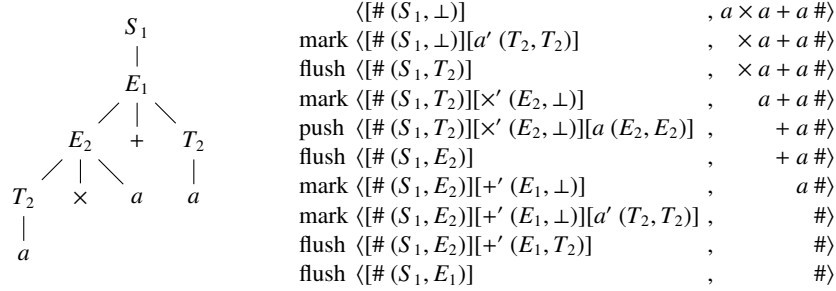 S₁
E₁
E₂ + T₂
T₂ × a a
a
⟨[# (S₁, ⊥)] , a × a + a #⟩
mark ⟨[# (S₁, ⊥)][a′ (T₂, T₂)] , × a + a #⟩
flush ⟨[# (S₁, T₂)] , × a + a #⟩
mark ⟨[# (S₁, T₂)][×′ (E₂, ⊥)] , a + a #⟩
push ⟨[# (S₁, T₂)][×′ (E₂, ⊥)][a (E₂, E₂)] , + a #⟩
flush ⟨[# (S₁, E₂)] , + a #⟩
mark ⟨[# (S₁, E₂)][+′ (E₁, ⊥)] , a #⟩
mark ⟨[# (S₁, E₂)][+′ (E₁, ⊥)][a′ (T₂, T₂)] , #⟩
flush ⟨[# (S₁, E₂)][+′ (E₁, T₂)] , #⟩
flush ⟨[# (S₁, E₁)] , #⟩